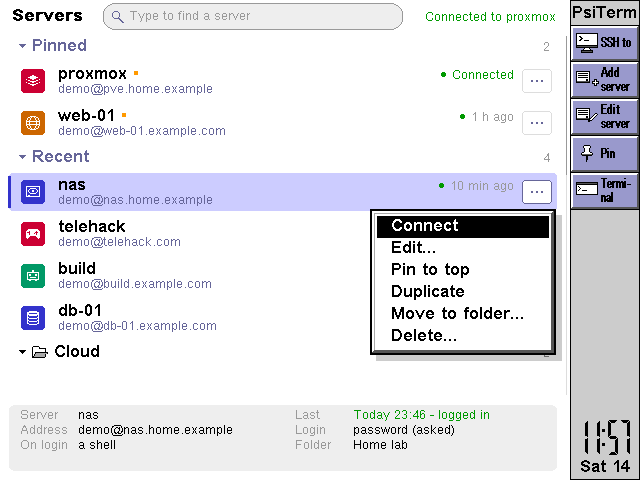 Servers
Type to find a server
Connected to proxmox
Pinned
2
proxmox
demo@pve.home.example
Connected
web-01
demo@web-01.example.com
1 h ago
Recent
4
nas
demo@nas.home.example
10 min ago
telehack
demo@telehack.com
build
demo@build.example.com
db-01
demo@db-01.example.com
Cloud
Connect
Edit...
Pin to top
Duplicate
Move to folder...
Delete...
Server nas
Address demo@nas.home.example
On login a shell
Last Today 23:46 - logged in
Login password (asked)
Folder Home lab
PsiTerm
SSH to
Add
server
Edit
server
Pin
Termi-
nal
11:57
Sat 14